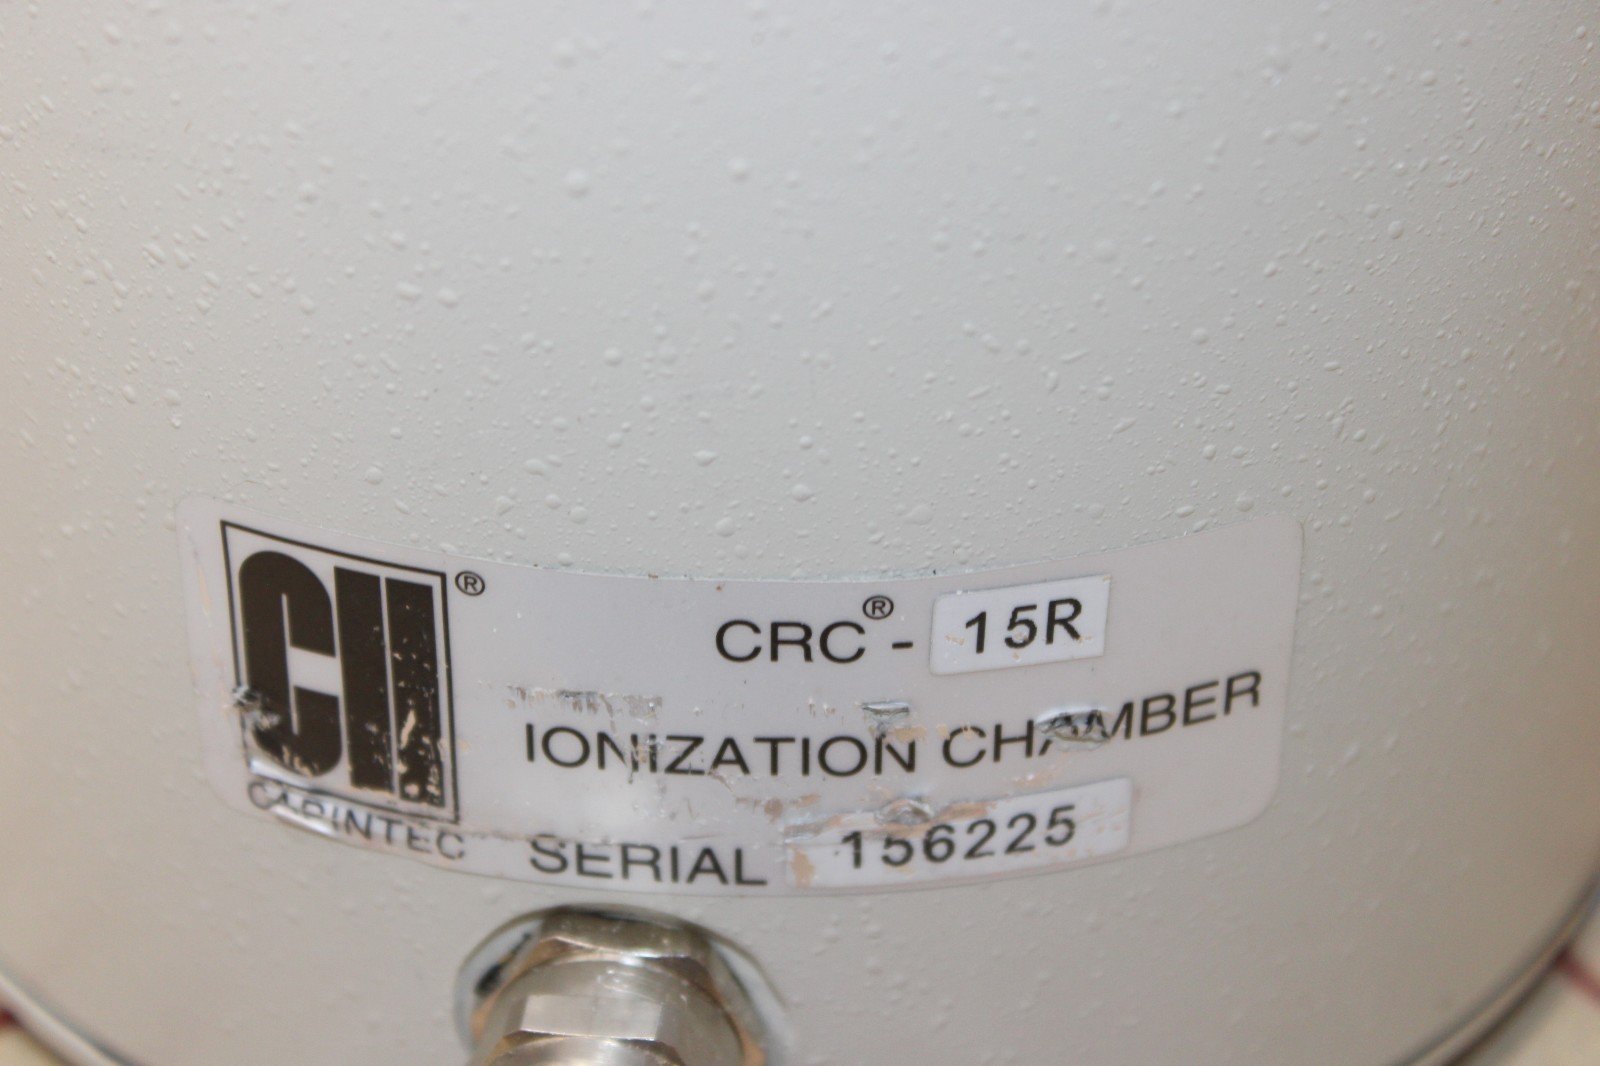 CII®
CAPINTEC
CRC® - 15R
IONIZATION CHAMBER
SERIAL 156225